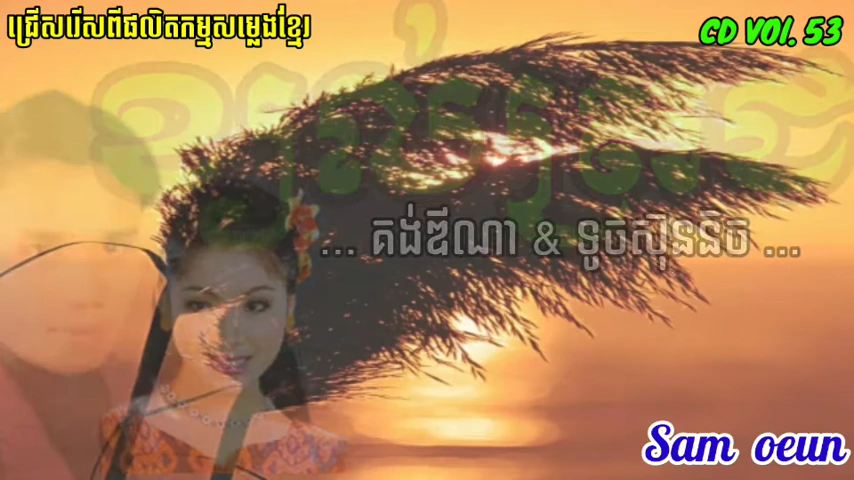 ជ្រើសរើសពីផលិតកម្មសម្លេងខ្មែរ
CD VOl. 53
... គង់ឌីណា & ទូចស៊ុននិច ...
Sam oeun